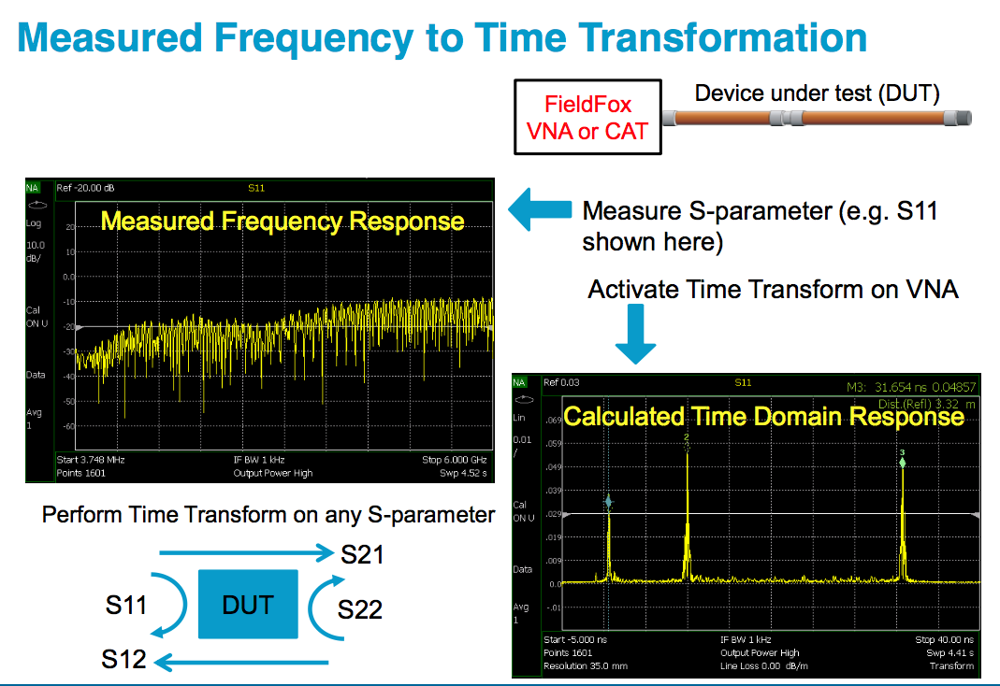 Measured Frequency to Time Transformation
FieldFox
VNA or CAT
Device under test (DUT)
NA
Ref -20.00 dB
S11
Log
10.0
dB/
Cal
ON U
Data
Avg
1
Measured Frequency Response
20
10
0.0
-10
-20
-30
-40
-50
-60
Start 3.748 MHz
IF BW 1 kHz
Stop 6.000 GHz
Points 1601
Output Power High
Swp 4.52 s
Measure S-parameter (e.g. S11
shown here)
Activate Time Transform on VNA
NA
Ref 0.03
S11
M3: 31.654 ns 0.04857
Dist.(Refl) 3.32 m
Lin
0.01
/
Cal
ON U
Data
Avg
1
Calculated Time Domain Response
.069
.059
.049
.039
.029
.019
.009
0.0
-.01
2
3
Start -5.000 ns
IF BW 1 kHz
Stop 40.00 ns
Points 1601
Output Power High
Swp 4.41 s
Resolution 35.0 mm
Line Loss 0.00 dB/m
Transform
Perform Time Transform on any S-parameter
S21
S11
DUT
S22
S12